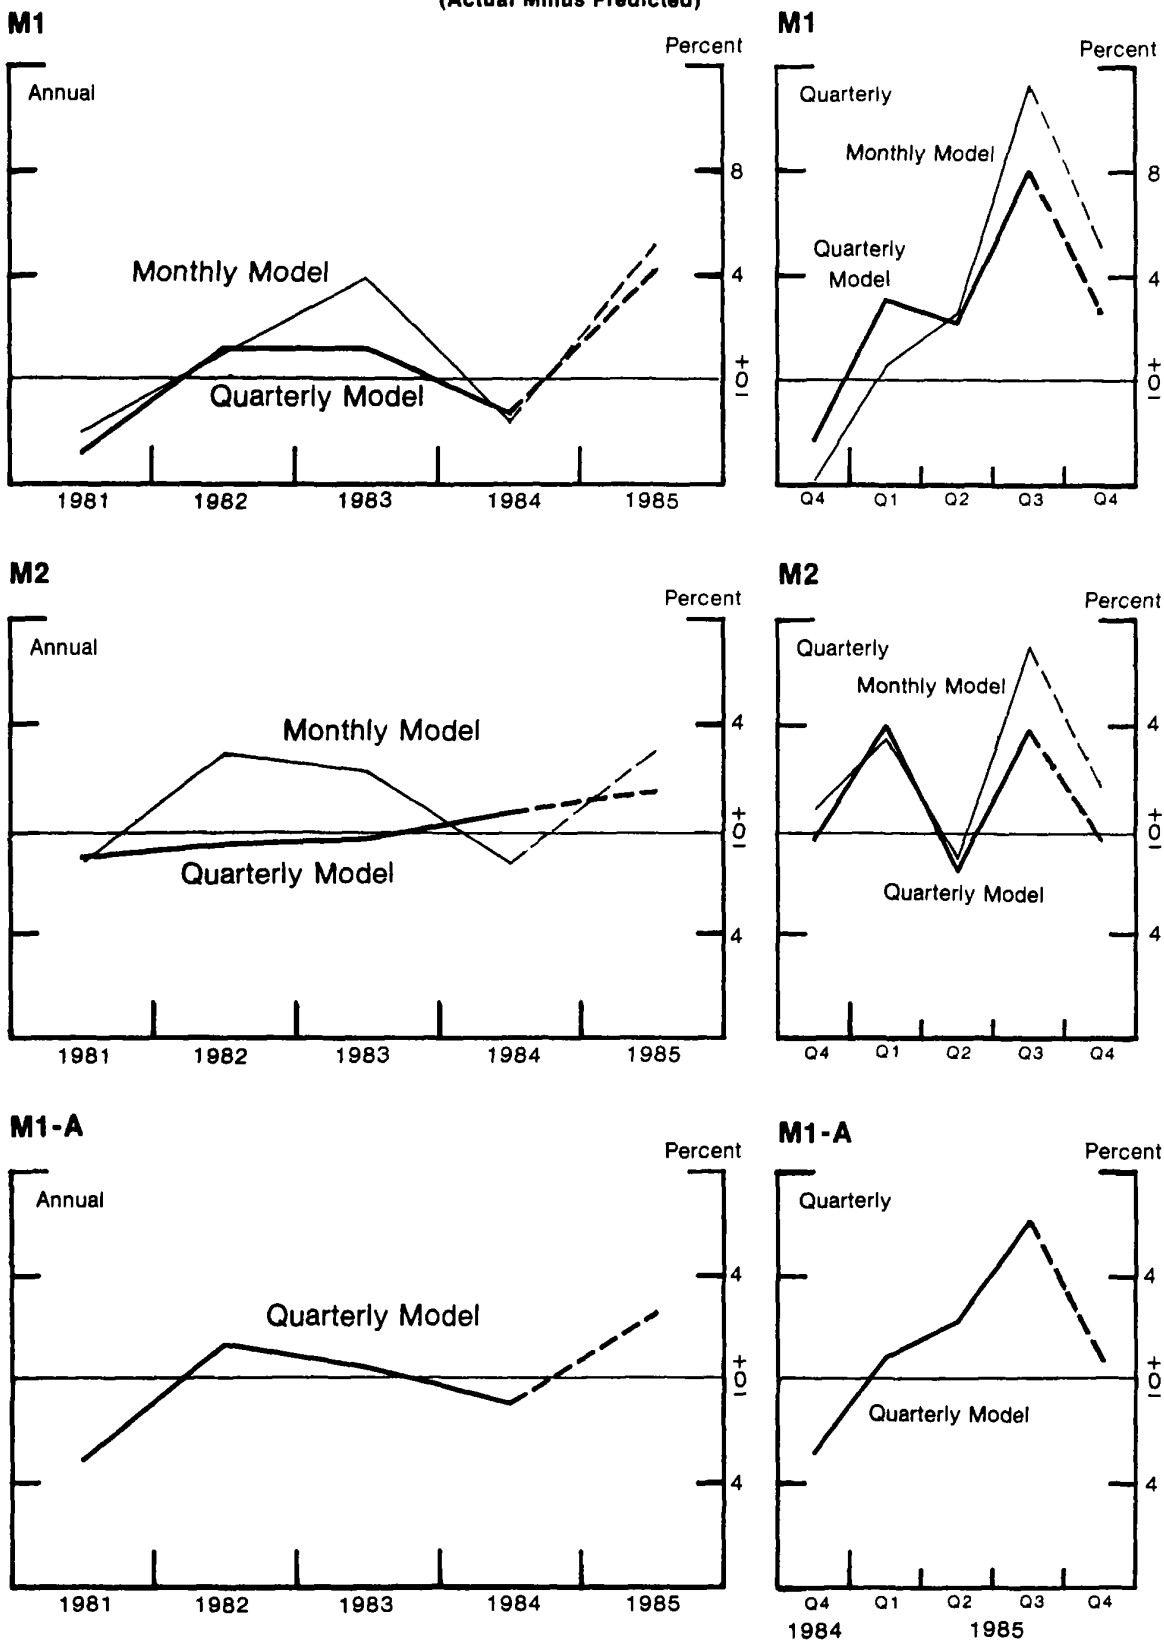 (Actual Minus Predicted)
M1
Percent
Annual
8
Monthly Model
4
+
0
−
Quarterly Model
1981 1982 1983 1984 1985
M1
Percent
Quarterly
Monthly Model
8
Quarterly
Model
4
+
0
−
Q4 Q1 Q2 Q3 Q4
M2
Percent
Annual
Monthly Model
4
+
0
−
Quarterly Model
4
1981 1982 1983 1984 1985
M2
Percent
Quarterly
Monthly Model
4
+
0
−
Quarterly Model
4
Q4 Q1 Q2 Q3 Q4
M1-A
Percent
Annual
4
Quarterly Model
+
0
−
4
1981 1982 1983 1984 1985
M1-A
Percent
Quarterly
4
+
0
−
Quarterly Model
4
Q4 Q1 Q2 Q3 Q4
1984 1985